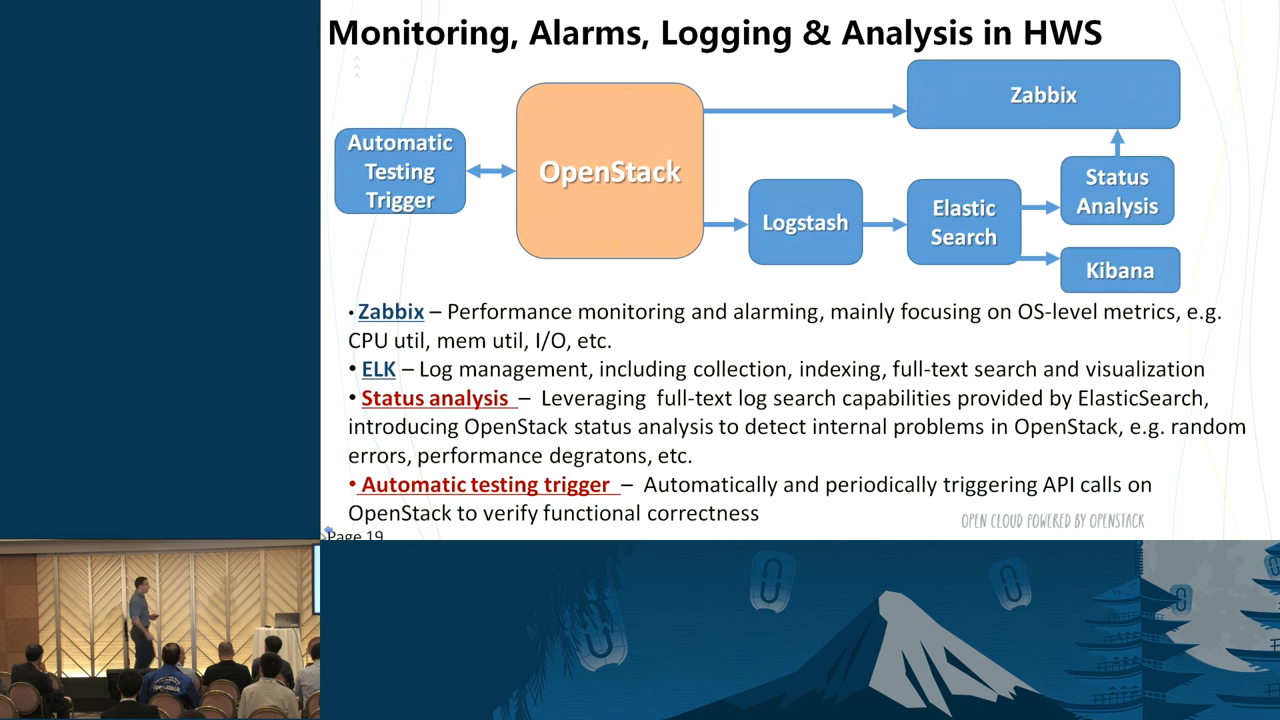 Monitoring, Alarms, Logging & Analysis in HWS
Automatic
Testing
Trigger
OpenStack
Zabbix
Logstash
Elastic
Search
Status
Analysis
Kibana
• Zabbix – Performance monitoring and alarming, mainly focusing on OS-level metrics, e.g.
CPU util, mem util, I/O, etc.
• ELK – Log management, including collection, indexing, full-text search and visualization
• Status analysis – Leveraging full-text log search capabilities provided by ElasticSearch,
introducing OpenStack status analysis to detect internal problems in OpenStack, e.g. random
errors, performance degratons, etc.
• Automatic testing trigger – Automatically and periodically triggering API calls on
OpenStack to verify functional correctness
OPEN CLOUD POWERED BY OPENSTACK
Page 19
openstack